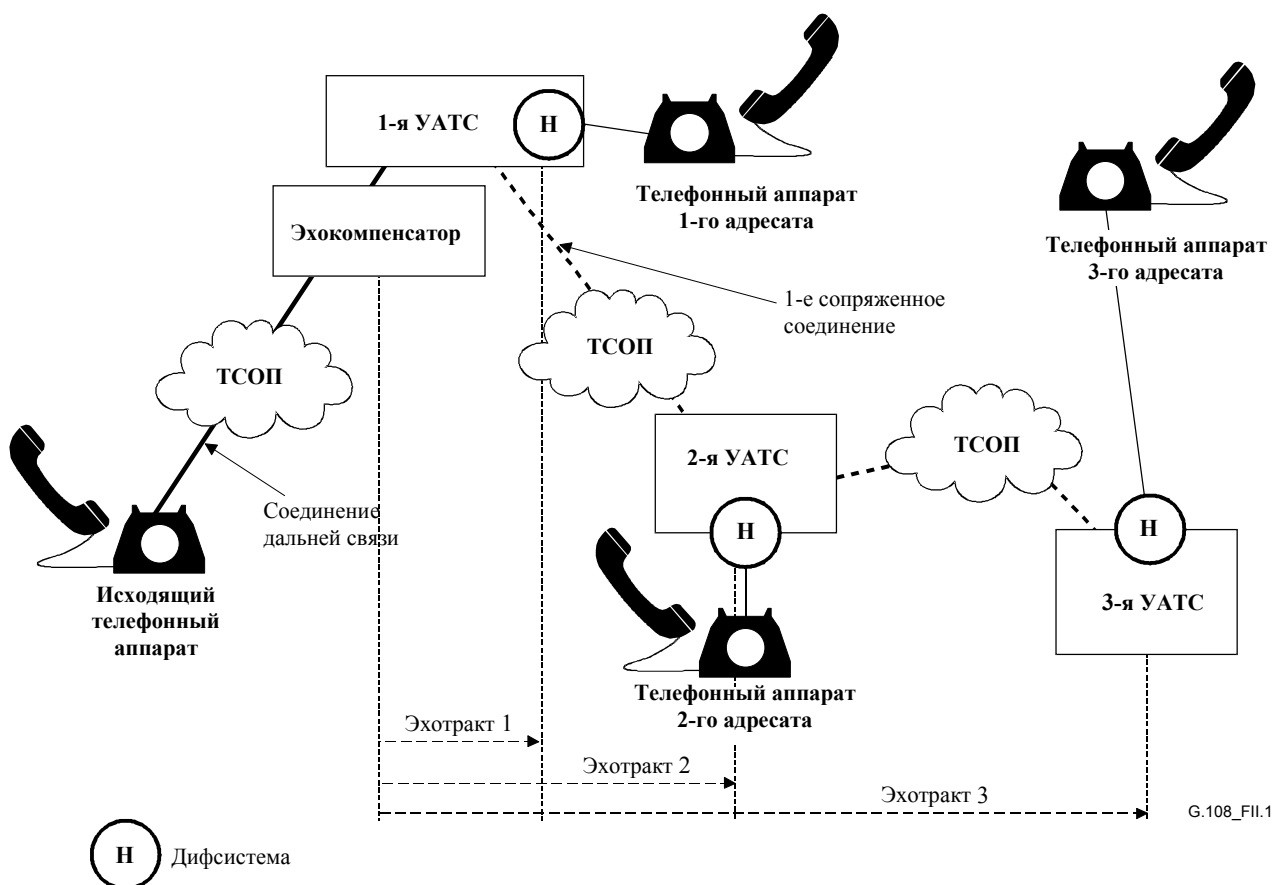 1-я УАТС
Н
Телефонный аппарат
1-го адресата
Эхокомпенсатор
Телефонный аппарат
3-го адресата
1-е сопряженное
соединение
ТСОП
ТСОП
2-я УАТС
ТСОП
Соединение
дальней связи
Н
Н
Исходящий
телефонный
аппарат
3-я УАТС
Телефонный аппарат
2-го адресата
Эхотракт 1
Эхотракт 2
Эхотракт 3
G.108_FII.1
Н
Дифсистема